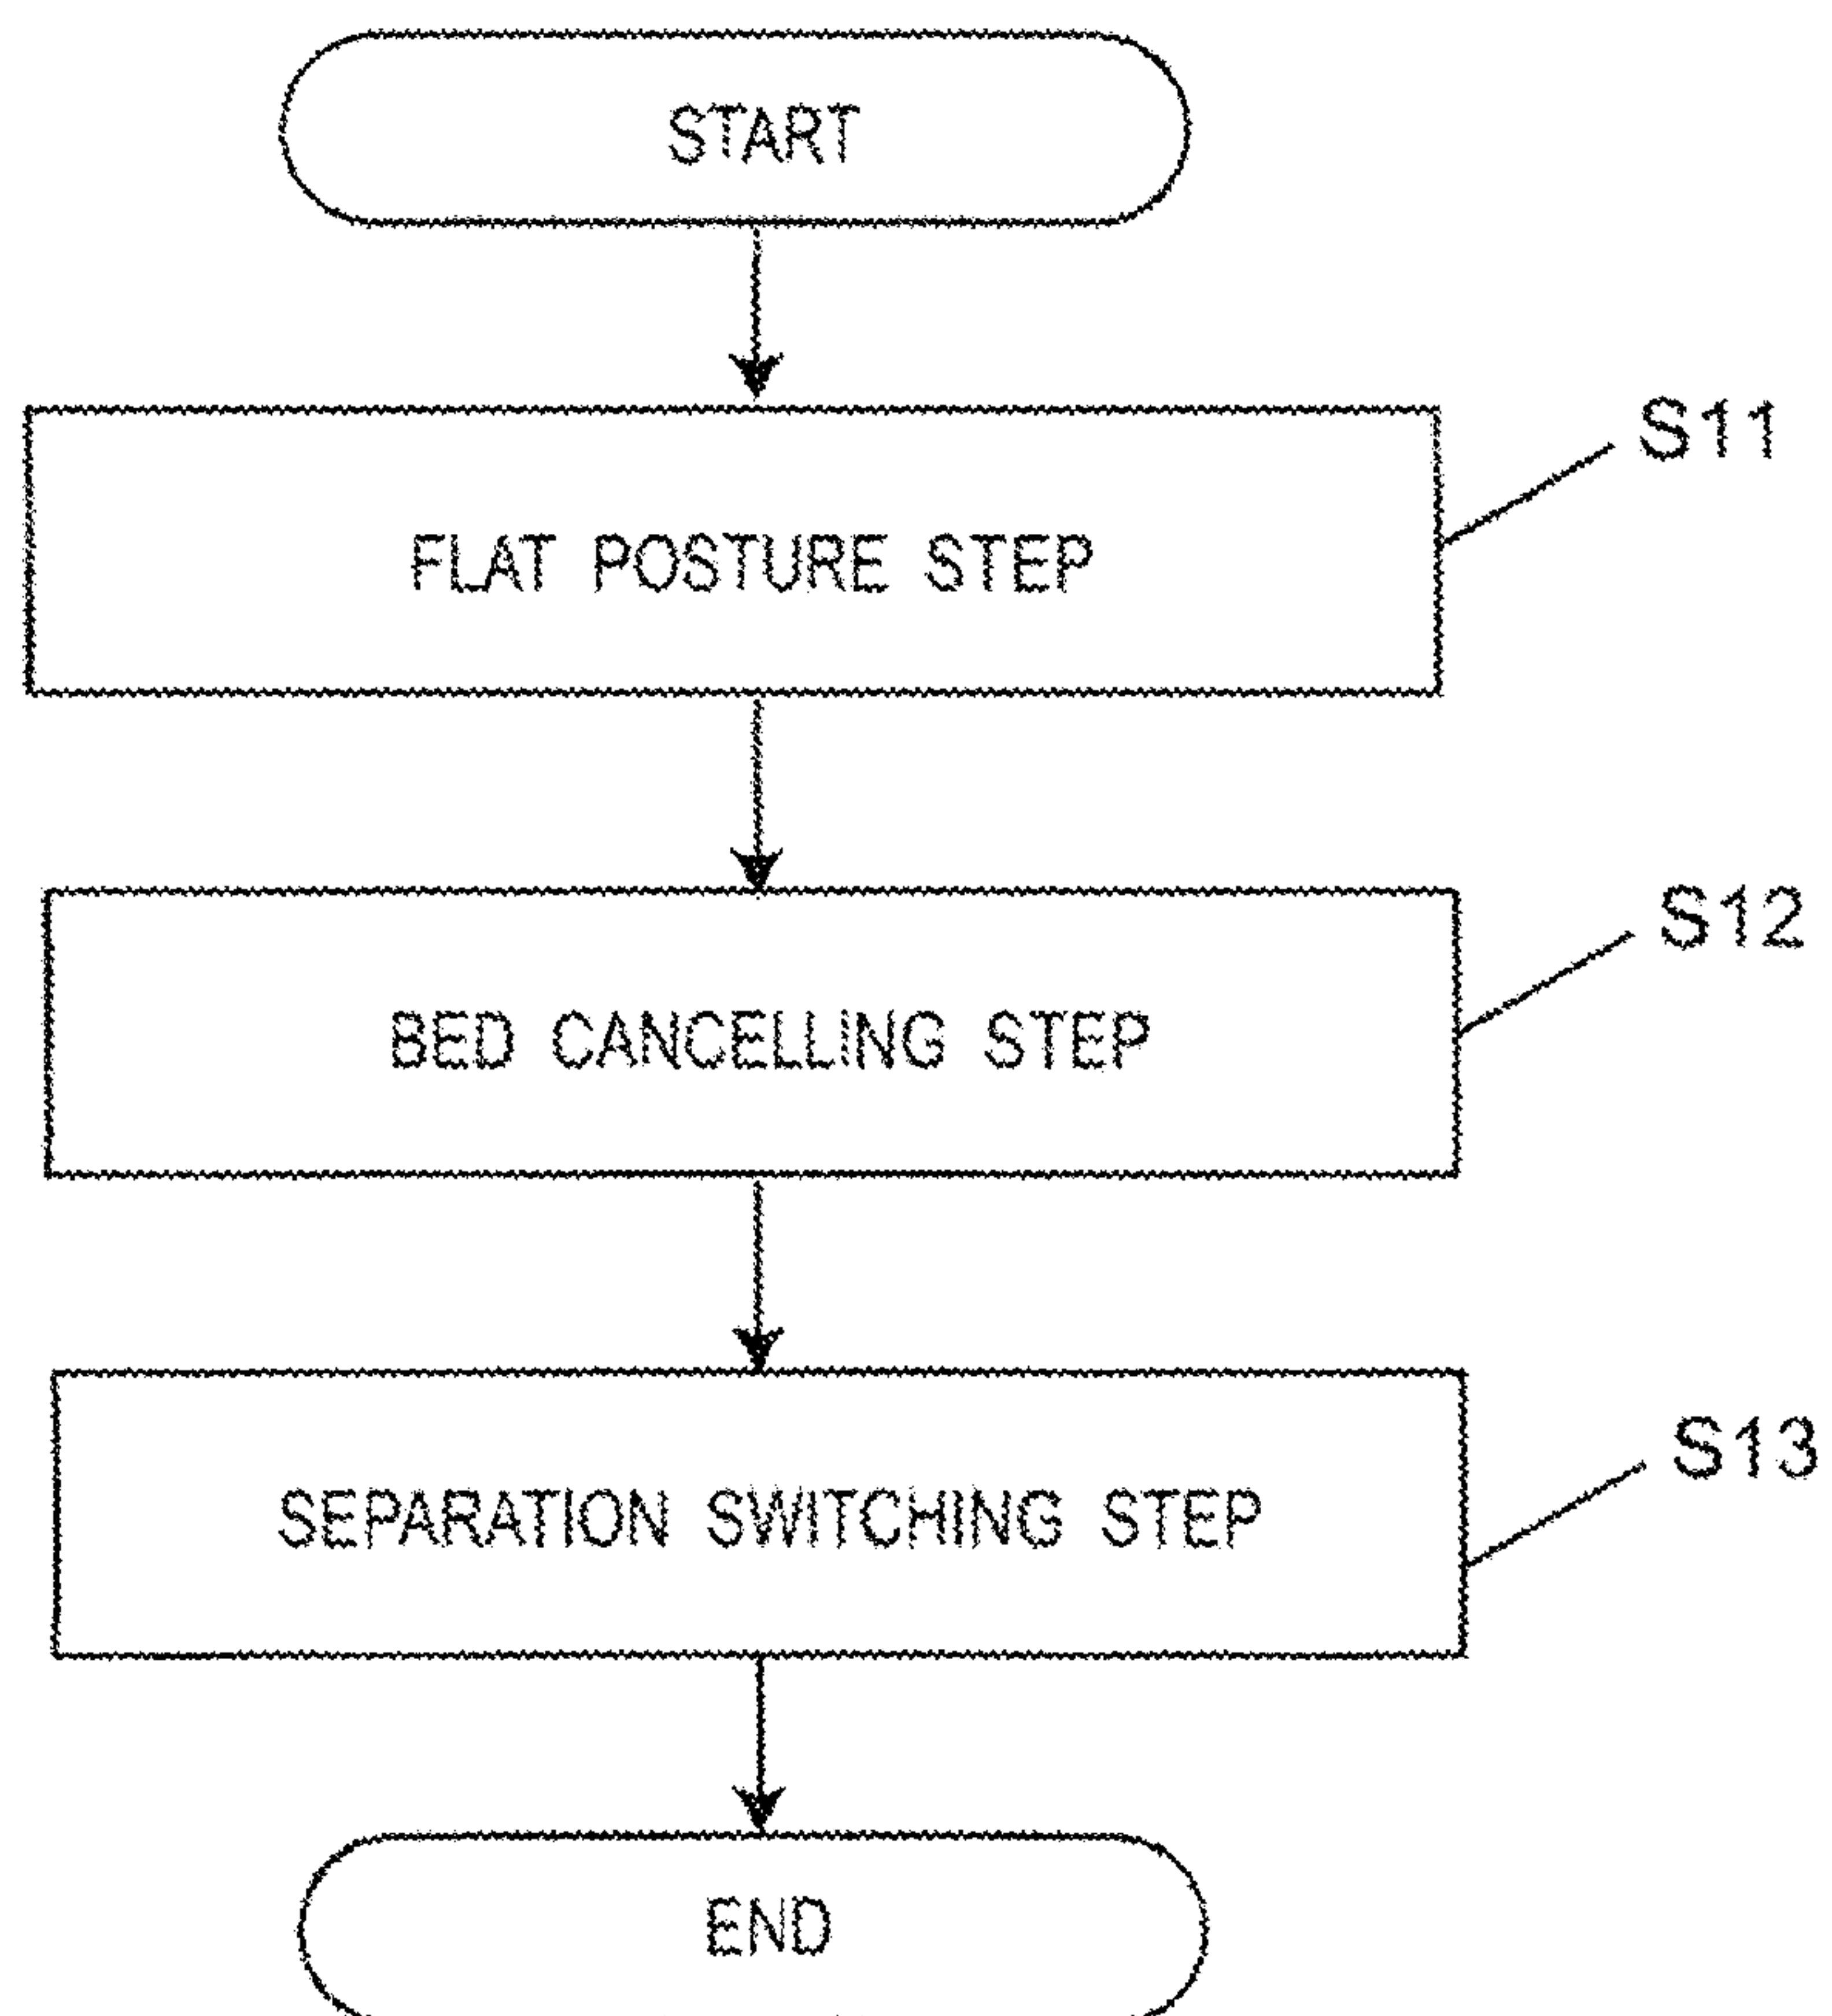 START
S11
FLAT POSTURE STEP
S12
BED CANCELLING STEP
S13
SEPARATION SWITCHING STEP
END